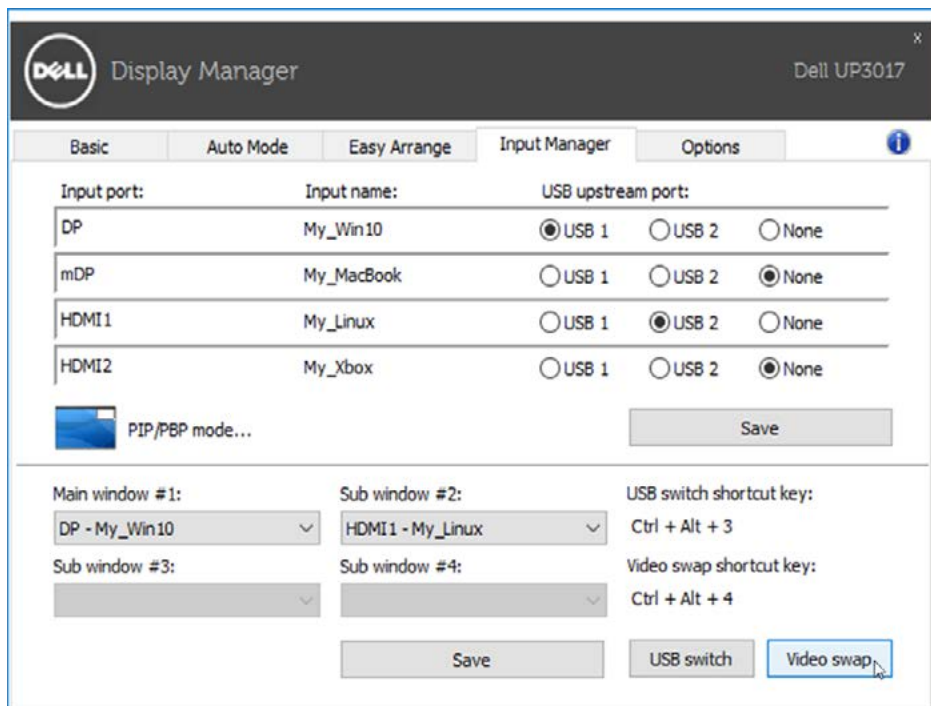 x
DELL Display Manager Dell UP3017
Basic Auto Mode Easy Arrange Input Manager Options i
Input port: Input name: USB upstream port:
DP My_Win10 USB 1 USB 2 None
mDP My_MacBook USB 1 USB 2 None
HDMI1 My_Linux USB 1 USB 2 None
HDMI2 My_Xbox USB 1 USB 2 None
PIP/PBP mode... Save
Main window #1: Sub window #2: USB switch shortcut key:
DP - My_Win10 HDMI1 - My_Linux Ctrl + Alt + 3
Sub window #3: Sub window #4: Video swap shortcut key:
Ctrl + Alt + 4
Save USB switch Video swap